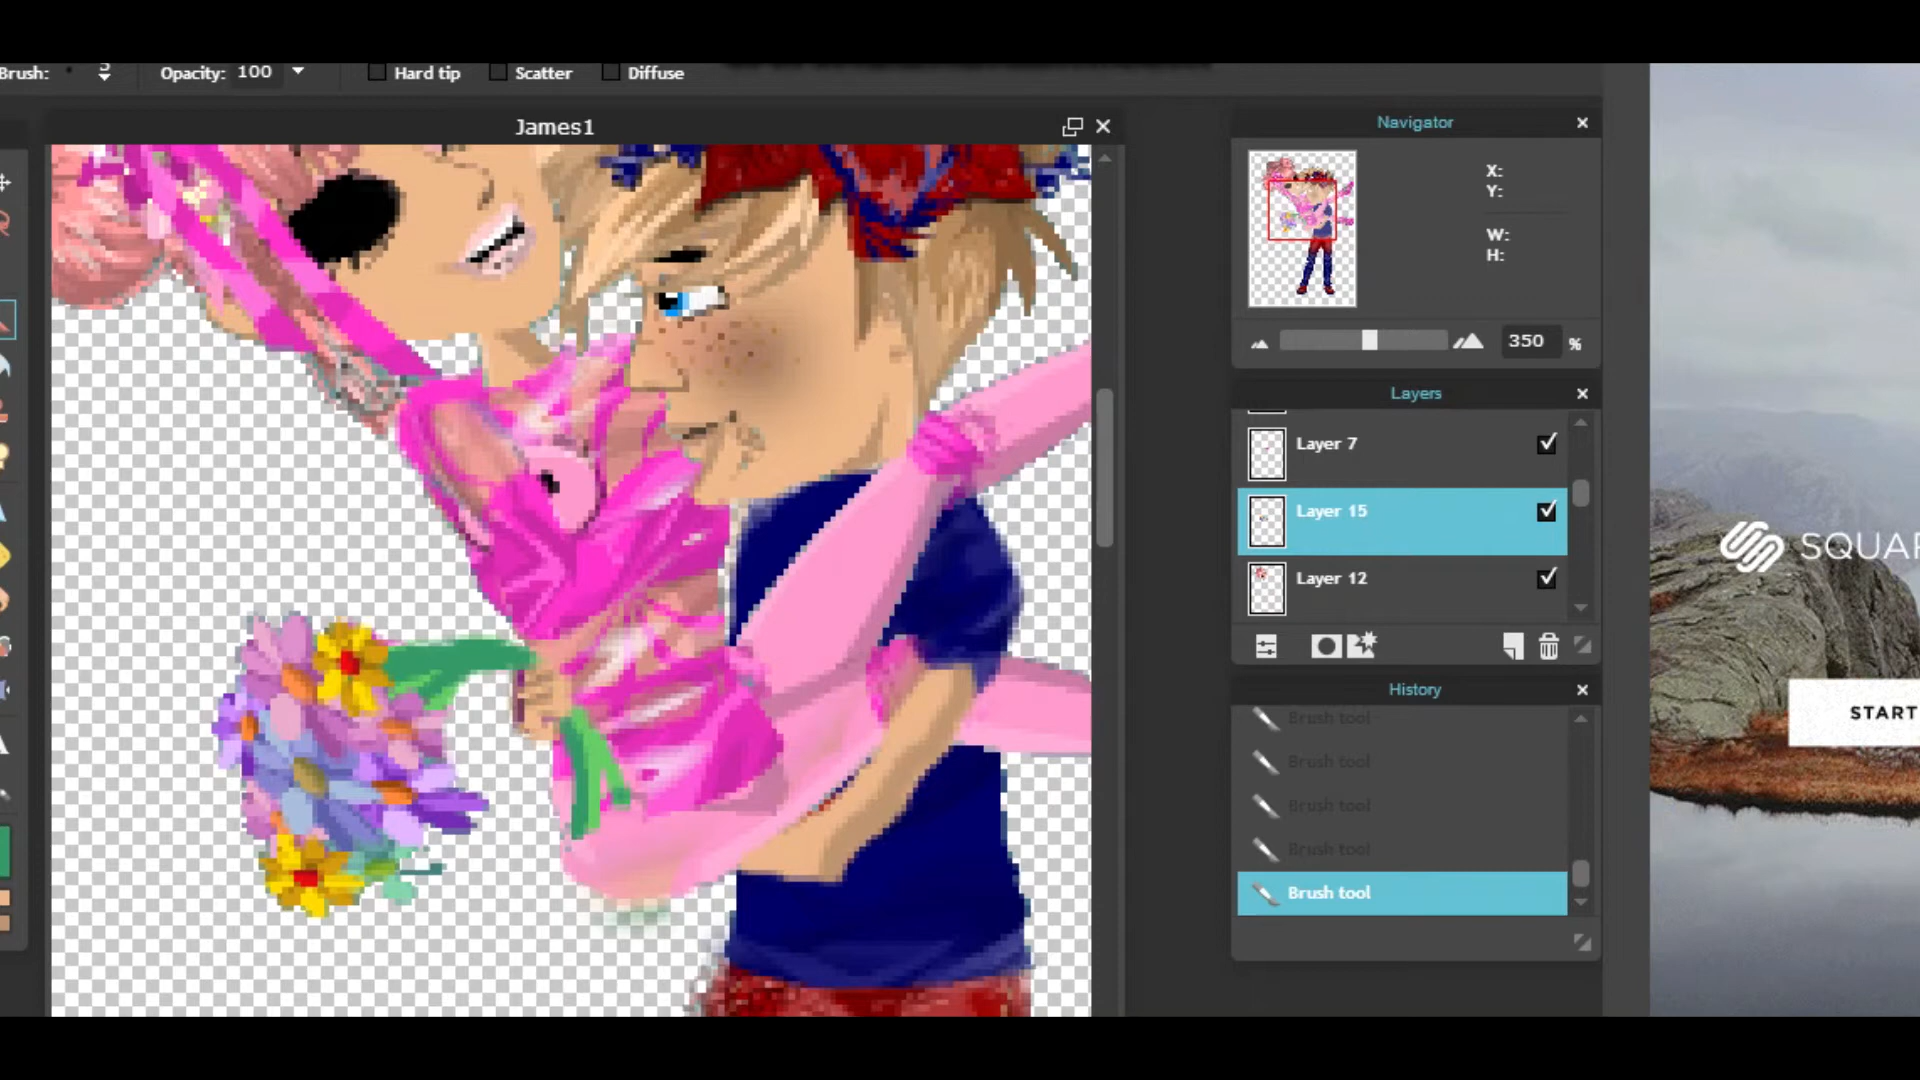 Brush:
Opacity: 100
Hard tip
Scatter
Diffuse
James1
Navigator
X:
Y:
W:
H:
350 %
Layers
Layer 7
Layer 15
Layer 12
History
Brush tool
Brush tool
Brush tool
Brush tool
Brush tool
START